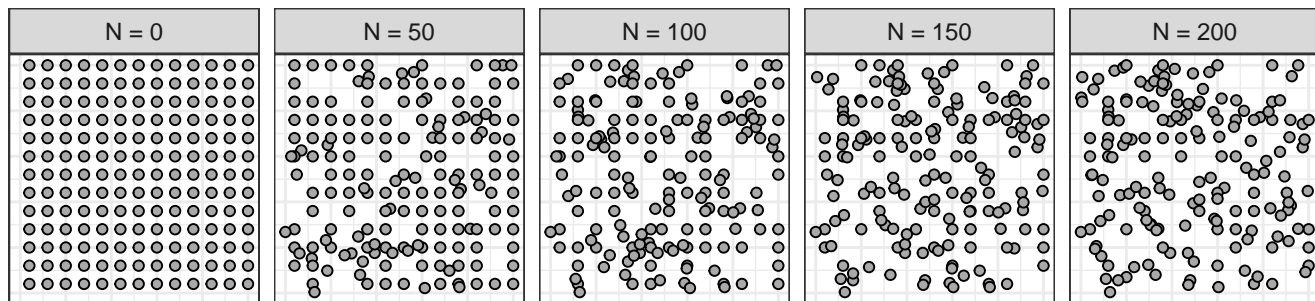 N = 0
N = 50
N = 100
N = 150
N = 200